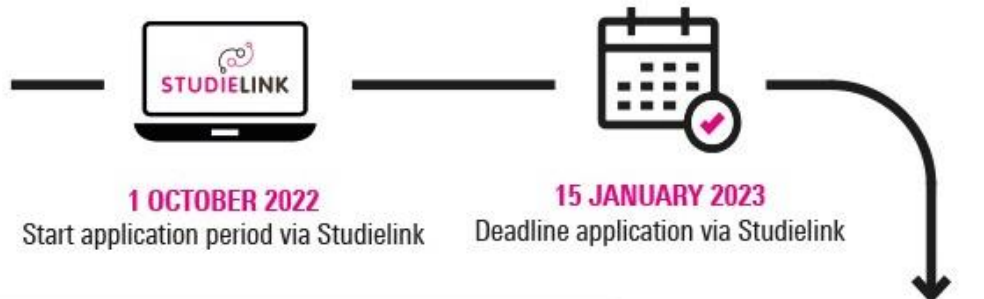 STUDIELINK
1 OCTOBER 2022
Start application period via Studielink
15 JANUARY 2023
Deadline application via Studielink